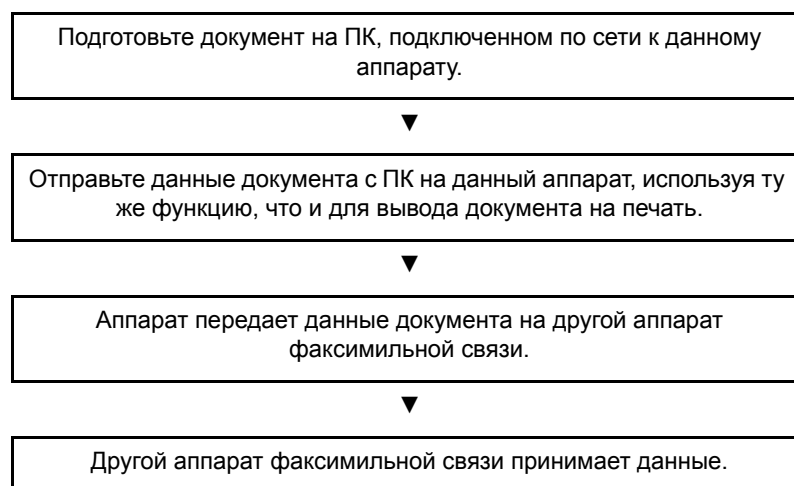 Подготовьте документ на ПК, подключенном по сети к данному
аппарату.
▼
Отправьте данные документа с ПК на данный аппарат, используя ту
же функцию, что и для вывода документа на печать.
▼
Аппарат передает данные документа на другой аппарат
факсимильной связи.
▼
Другой аппарат факсимильной связи принимает данные.